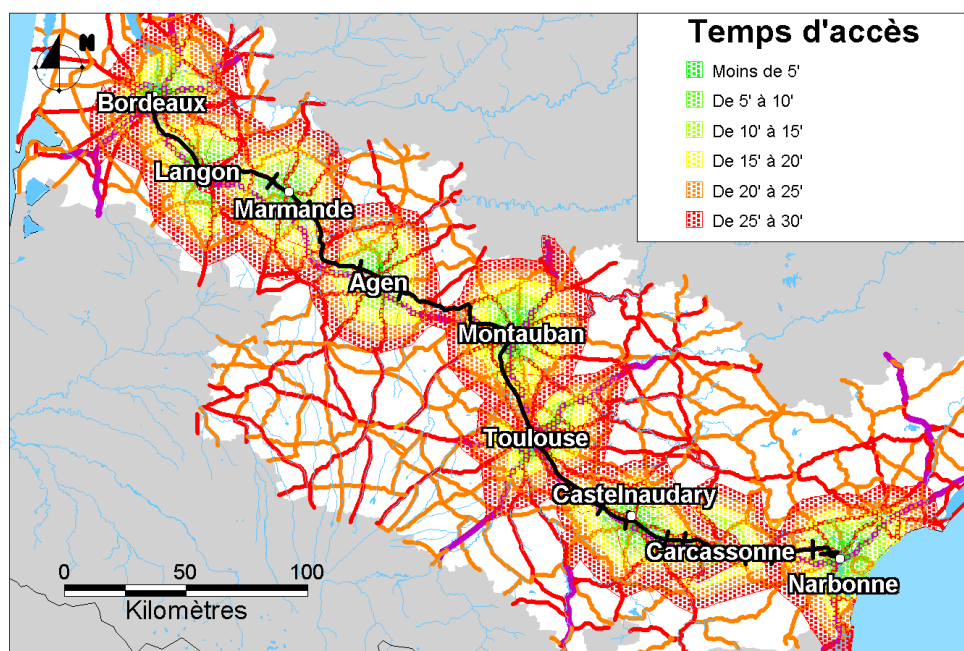 N
Temps d'accès
Moins de 5'
De 5' à 10'
De 10' à 15'
De 15' à 20'
De 20' à 25'
De 25' à 30'
Bordeaux
Langon
Marmande
Agen
Montauban
Toulouse
Castelnaudary
Carcassonne
Narbonne
0 50 100
Kilomètres